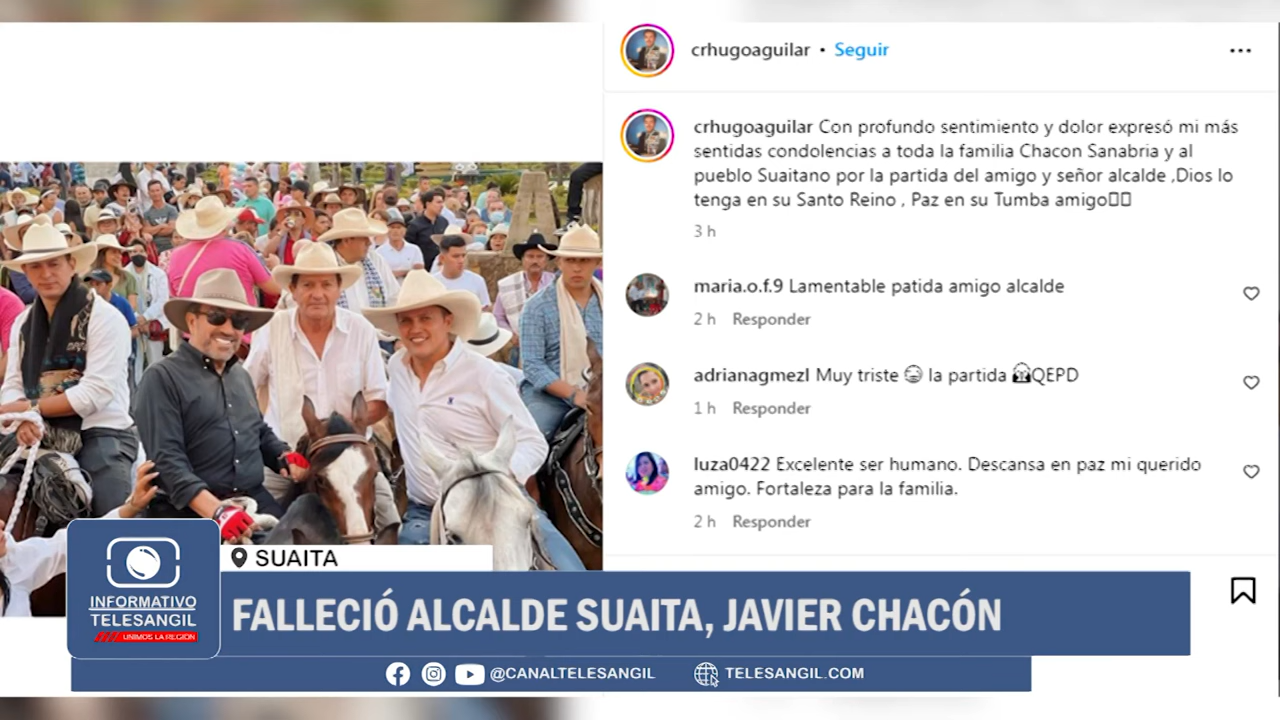 crhugoaguilar • Seguir
crhugoaguilar Con profundo sentimiento y dolor expresó mi más
sentidas condolencias a toda la familia Chacon Sanabria y al
pueblo Suaitano por la partida del amigo y señor alcalde ,Dios lo
tenga en su Santo Reino , Paz en su Tumba amigo
3 h
maria.o.f.9 Lamentable patida amigo alcalde
2 h Responder
adrianagmezl Muy triste la partida QEPD
1 h Responder
luza0422 Excelente ser humano. Descansa en paz mi querido
amigo. Fortaleza para la familia.
2 h Responder
SUAITA
INFORMATIVO
TELESANGIL
UNIMOS LA REGIÓN
FALLECIÓ ALCALDE SUAITA, JAVIER CHACÓN
@CANALTELESANGIL TELESANGIL.COM